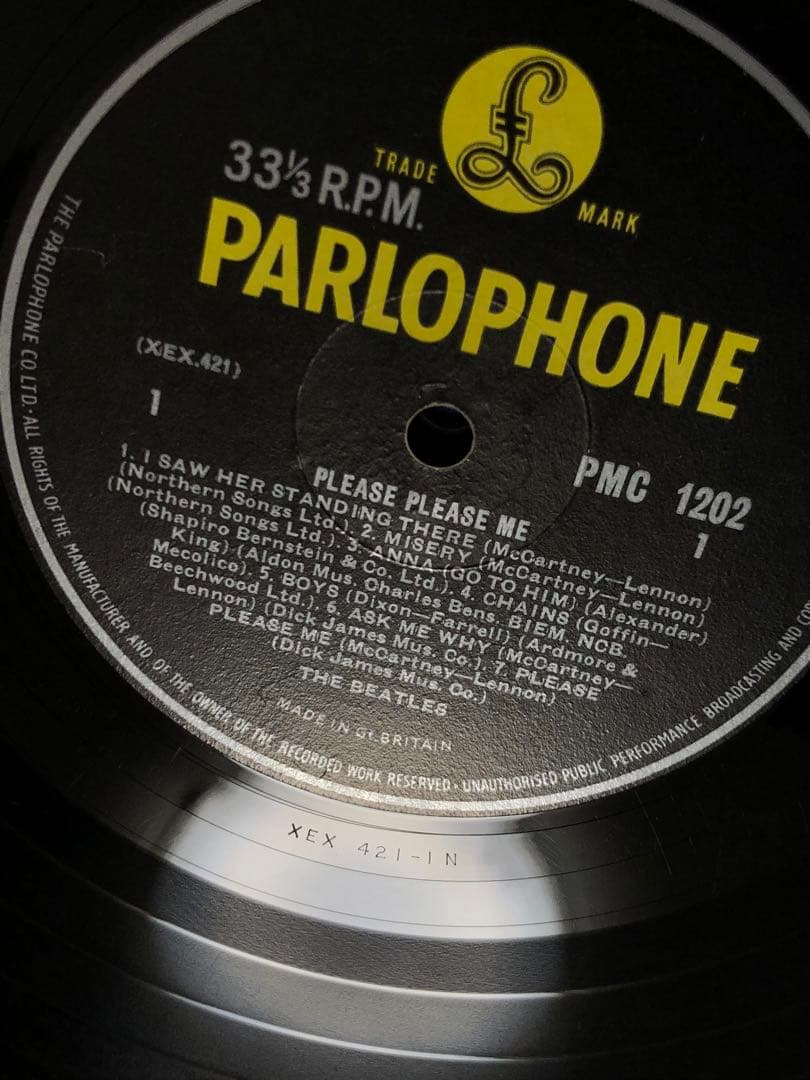 £
TRADE MARK
33⅓ R.P.M.
PARLOPHONE
(XEX.421)
1
PMC 1202
1
PLEASE PLEASE ME
1. I SAW HER STANDING THERE (McCartney—Lennon)
(Northern Songs Ltd.). 2. MISERY (McCartney—Lennon)
(Northern Songs Ltd.). 3. ANNA (GO TO HIM) (Alexander)
(Shapiro Bernstein & Co. Ltd.). 4. CHAINS (Goffin—
King) (Aldon Mus. Charles Bens. BIEM. NCB.
Mecolico). 5. BOYS (Dixon—Farrell) (Ardmore &
Beechwood Ltd.). 6. ASK ME WHY (McCartney—
Lennon) (Dick James Mus. Co.). 7. PLEASE
PLEASE ME (McCartney—Lennon)
(Dick James Mus. Co.)
THE BEATLES
MADE IN Gt. BRITAIN
THE PARLOPHONE CO. LTD. · ALL RIGHTS OF THE MANUFACTURER AND OF THE OWNER OF THE RECORDED WORK RESERVED · UNAUTHORISED PUBLIC PERFORMANCE BROADCASTING AND
XEX 421-1N